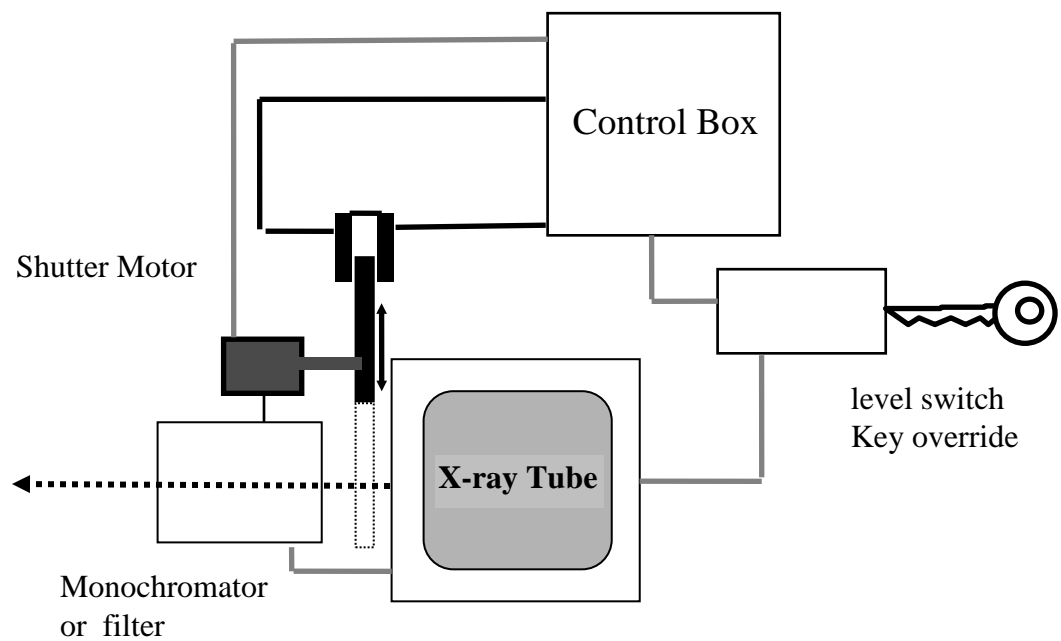 Control Box
Shutter Motor
level switch
Key override
X-ray Tube
Monochromator
or filter